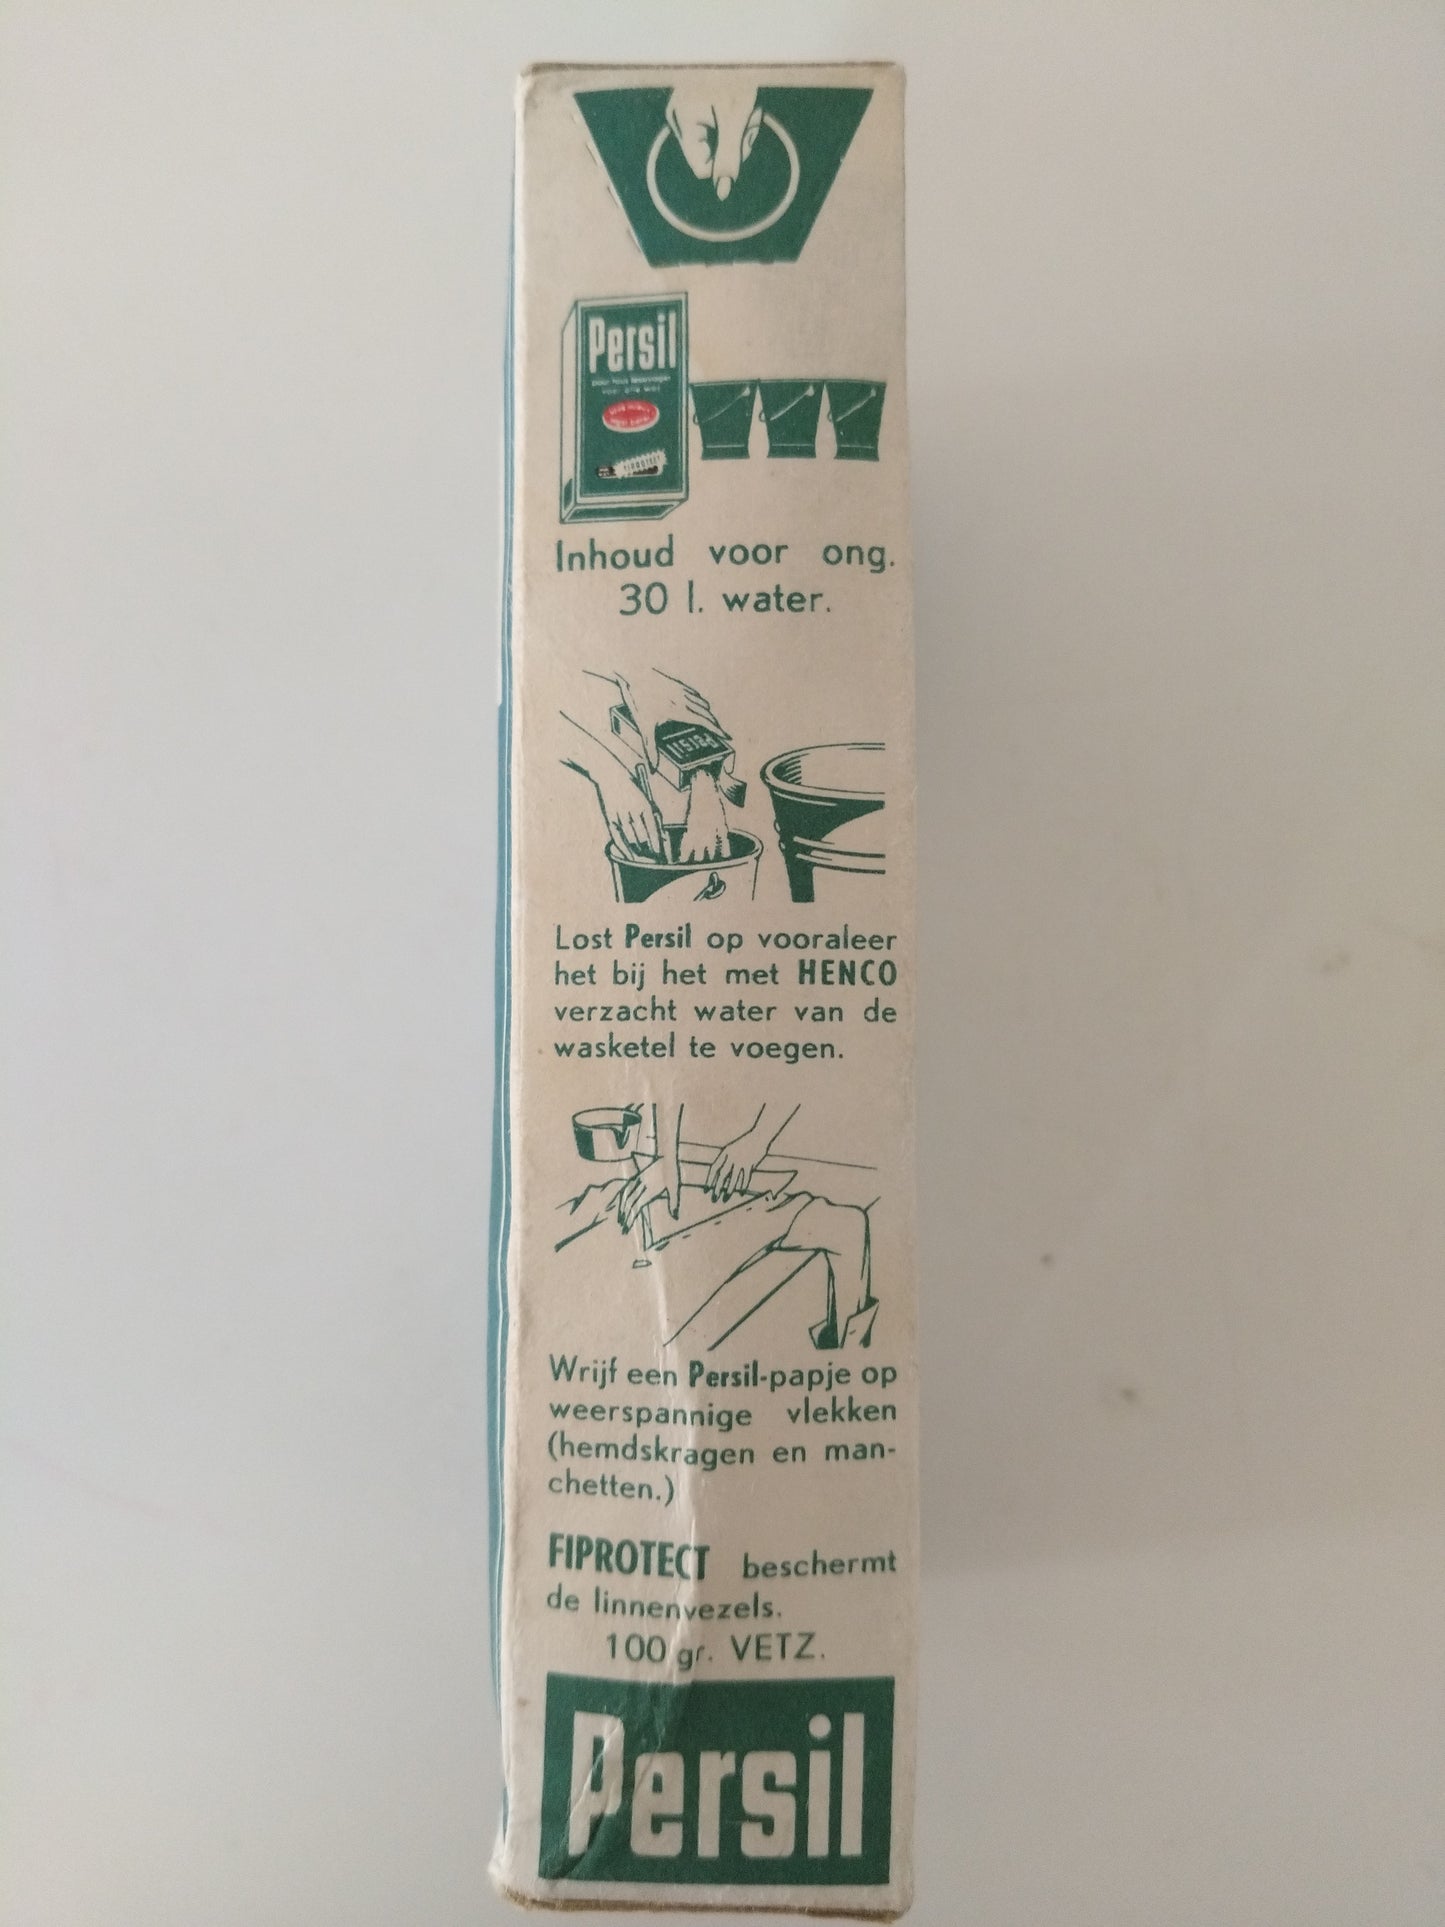 Persil
FIPROTECT
Inhoud voor ong.
30 l. water.
Persil
Lost Persil op vooraleer
het bij het met HENCO
verzacht water van de
wasketel te voegen.
Wrijf een Persil-papje op
weerspannige vlekken
(hemdskragen en man-
chetten.)
FIPROTECT beschermt
de linnenvezels.
100 gr. VETZ.
Persil